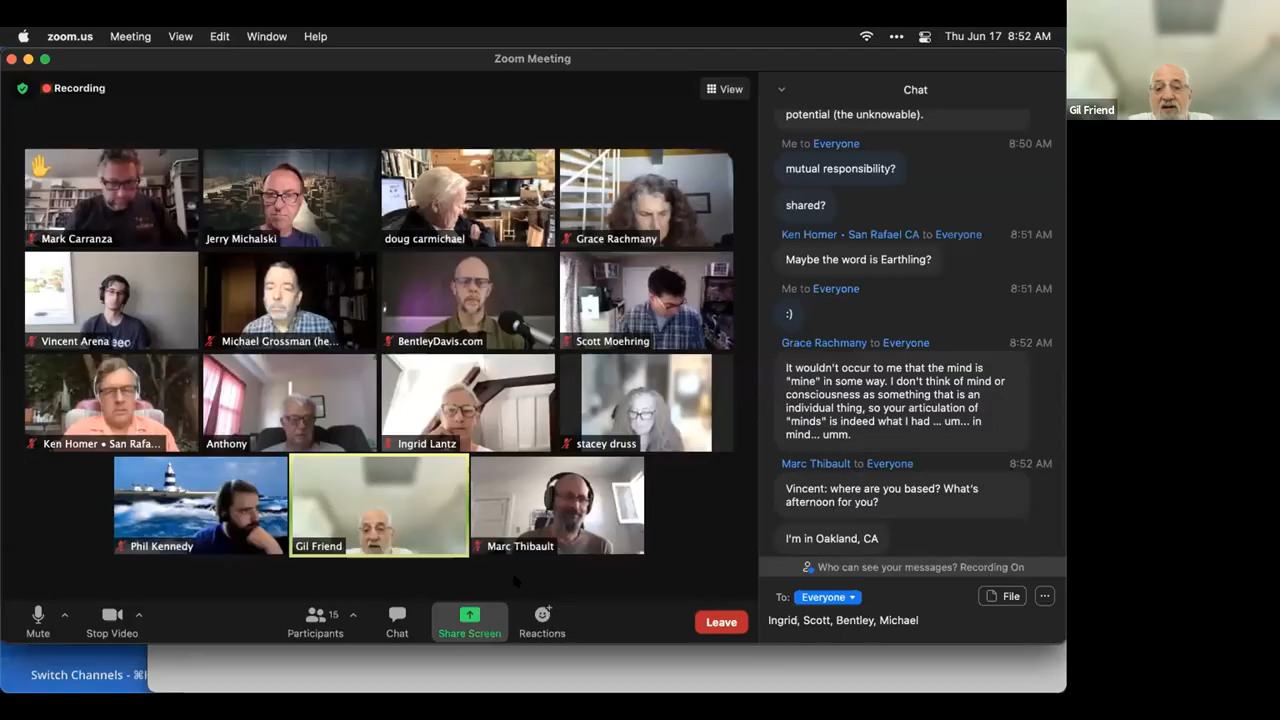 zoom.us Meeting View Edit Window Help
Thu Jun 17 8:52 AM
Zoom Meeting
Recording
View
Mark Carranza
Jerry Michalski
doug carmichael
Grace Rachmany
Vincent Arena
Michael Grossman (he...
BentleyDavis.com
Scott Moehring
Ken Homer • San Rafa...
Anthony
Ingrid Lantz
stacey druss
Phil Kennedy
Gil Friend
Marc Thibault
Mute
Stop Video
15
Participants
Chat
Share Screen
Reactions
Leave
Chat
potential (the unknowable).
Me to Everyone 8:50 AM
mutual responsibility?
shared?
Ken Homer • San Rafael CA to Everyone 8:51 AM
Maybe the word is Earthling?
Me to Everyone 8:51 AM
:)
Grace Rachmany to Everyone 8:52 AM
It wouldn't occur to me that the mind is
"mine" in some way. I don't think of mind or
consciousness as something that is an
individual thing, so your articulation of
"minds" is indeed what I had ... um... in
mind... umm.
Marc Thibault to Everyone 8:52 AM
Vincent: where are you based? What's
afternoon for you?
I'm in Oakland, CA
Who can see your messages? Recording On
To: Everyone
File
Ingrid, Scott, Bentley, Michael
Gil Friend
Switch Channels -